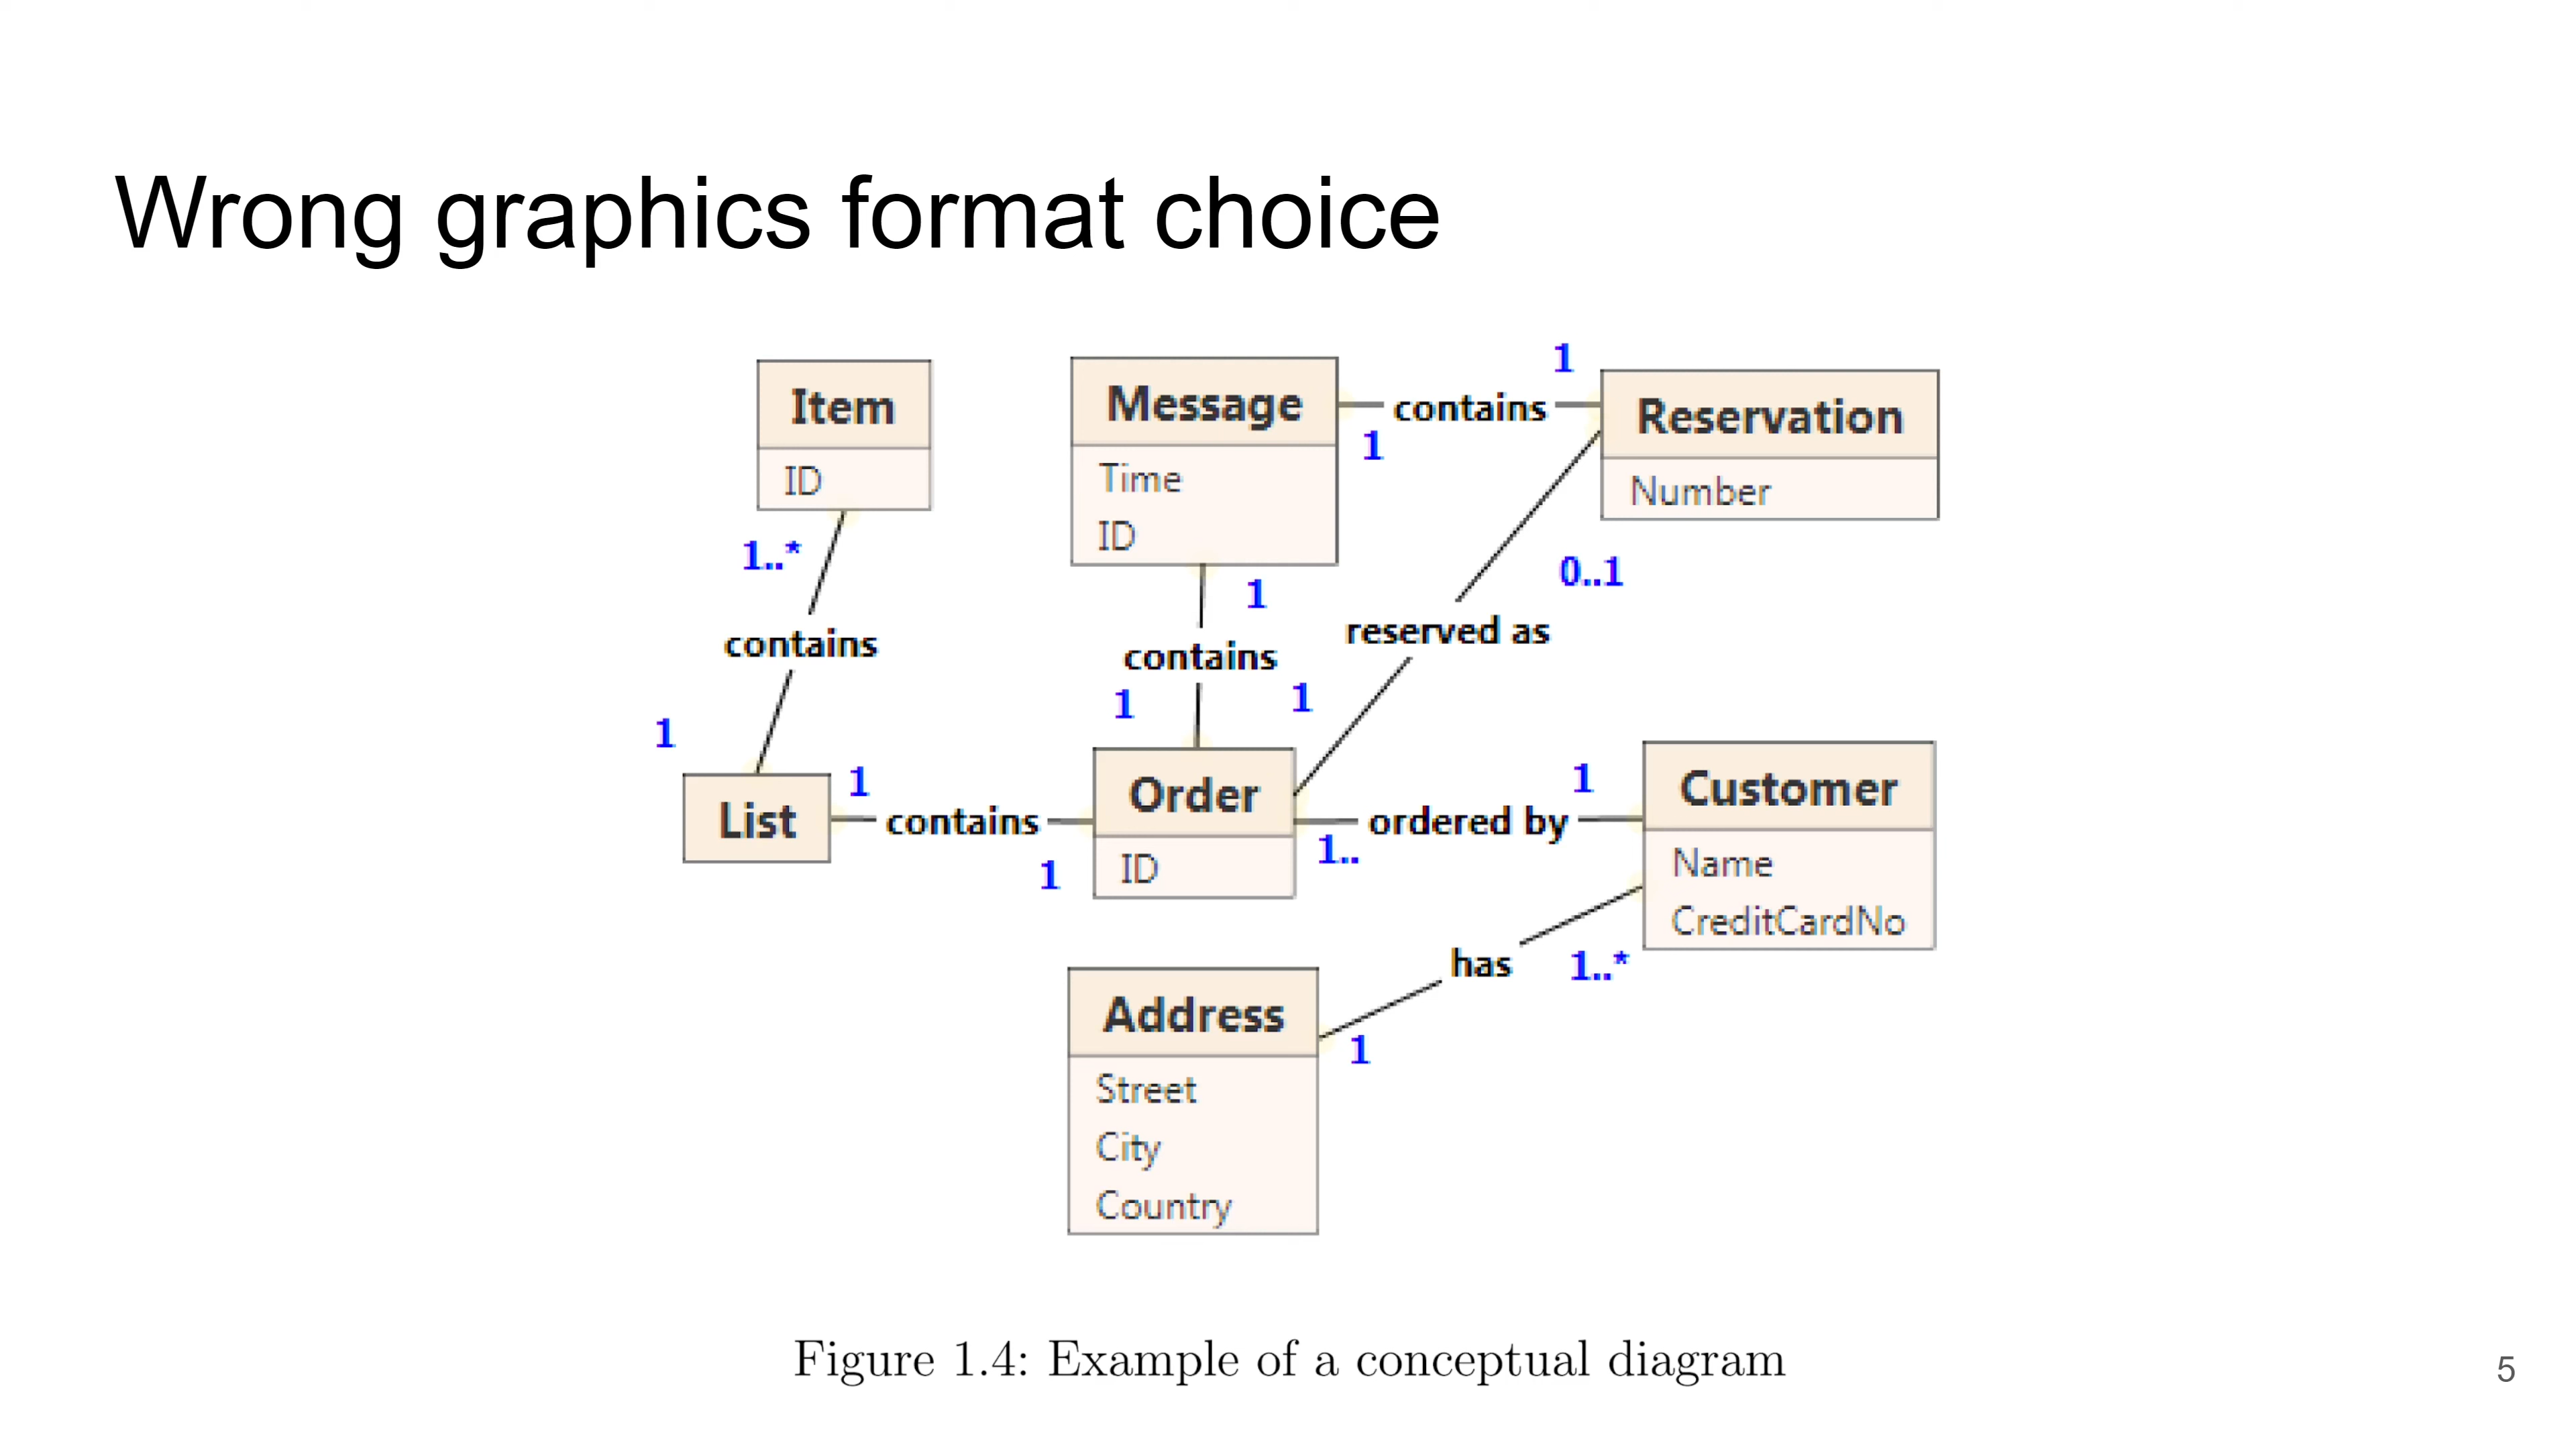 Wrong graphics format choice
Item
ID
1..*
contains
1
List
1
contains
1
Message
Time
ID
1
contains
1
1
contains
1
Reservation
Number
0..1
reserved as
1
Order
ID
1..
ordered by
1
Customer
Name
CreditCardNo
1..*
has
1
Address
Street
City
Country
Figure 1.4: Example of a conceptual diagram
5